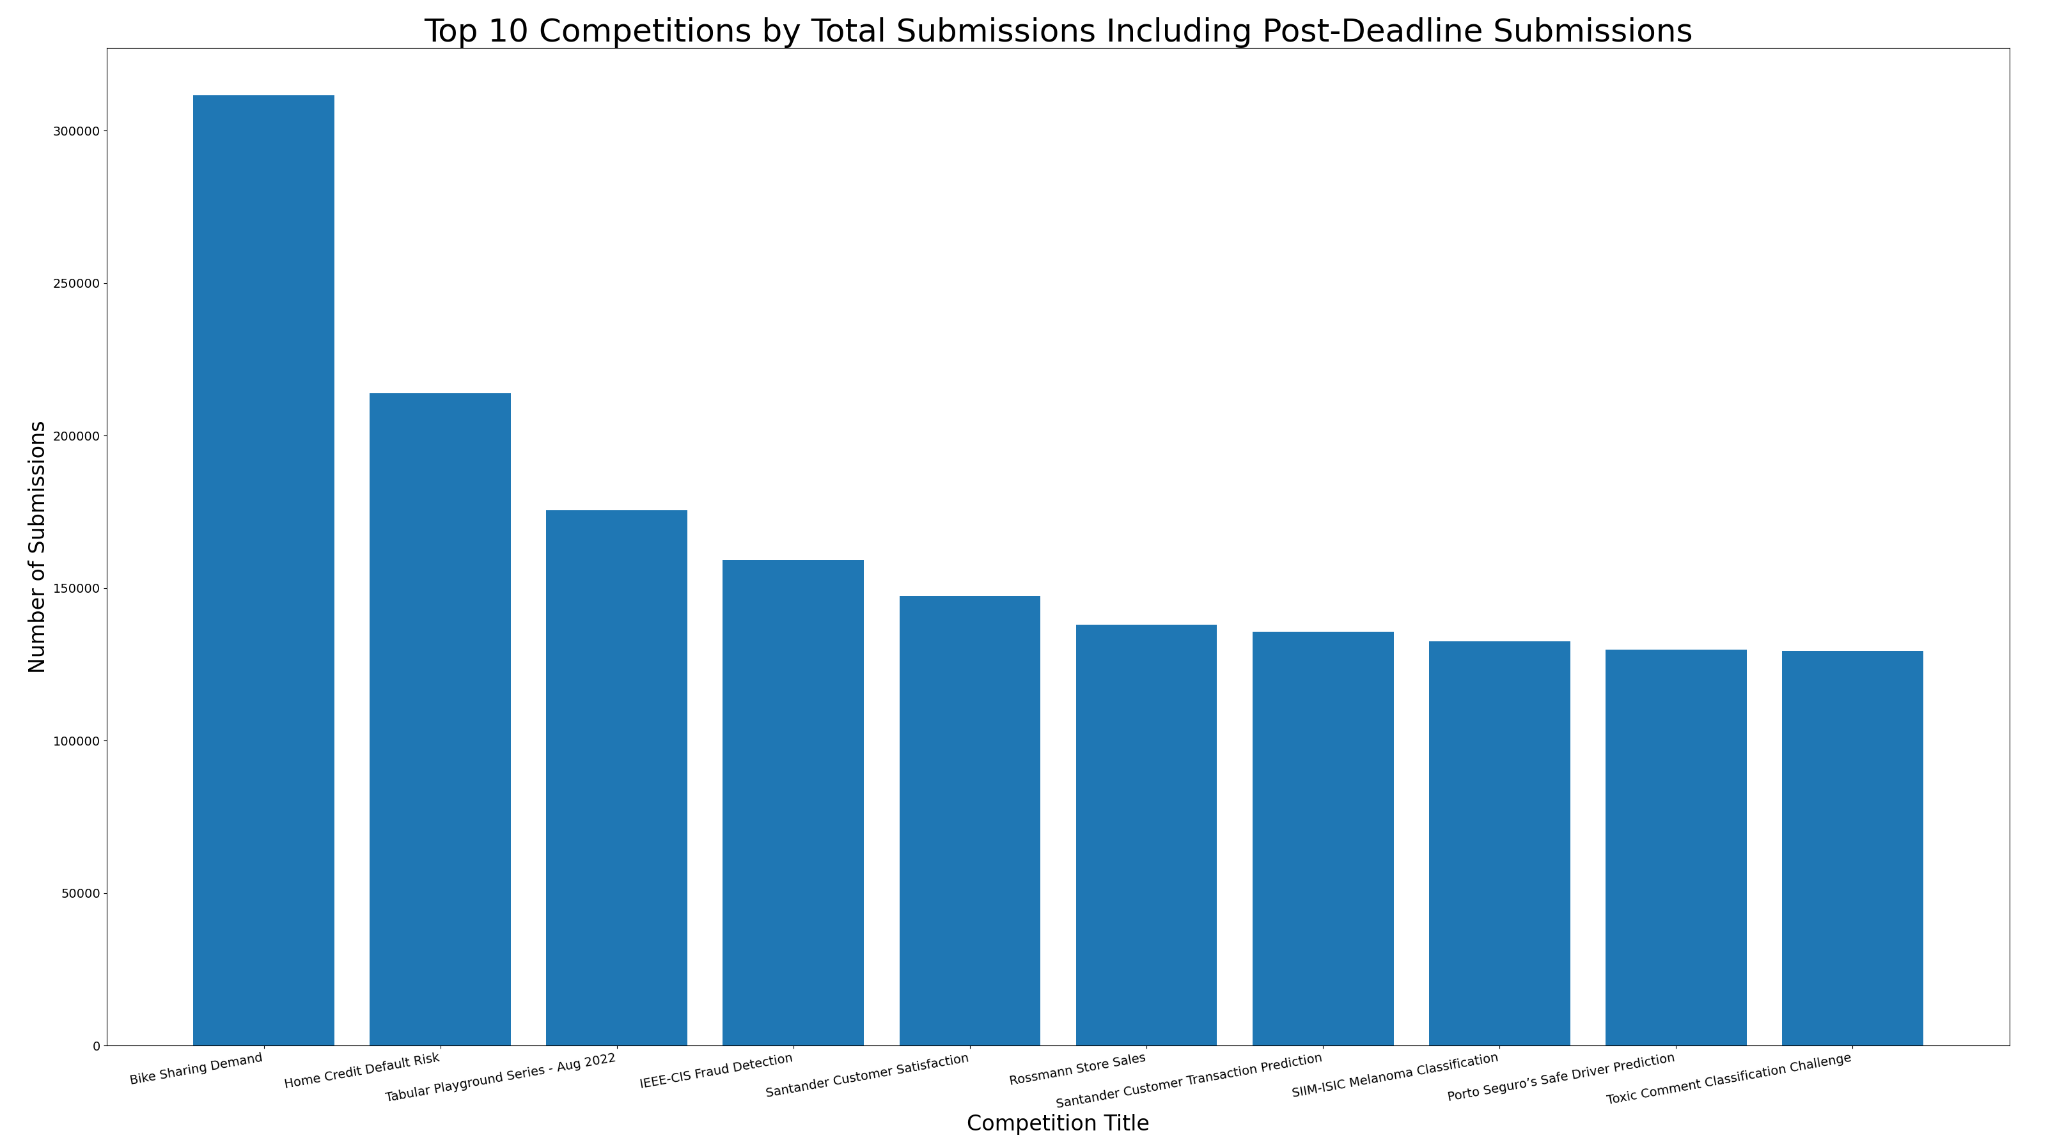 Top 10 Competitions by Total Submissions Including Post-Deadline Submissions
Number of Submissions
300000
250000
200000
150000
100000
50000
0
Bike Sharing Demand
Home Credit Default Risk
Tabular Playground Series - Aug 2022
IEEE-CIS Fraud Detection
Santander Customer Satisfaction
Rossmann Store Sales
Santander Customer Transaction Prediction
SIIM-ISIC Melanoma Classification
Porto Seguro’s Safe Driver Prediction
Toxic Comment Classification Challenge
Competition Title